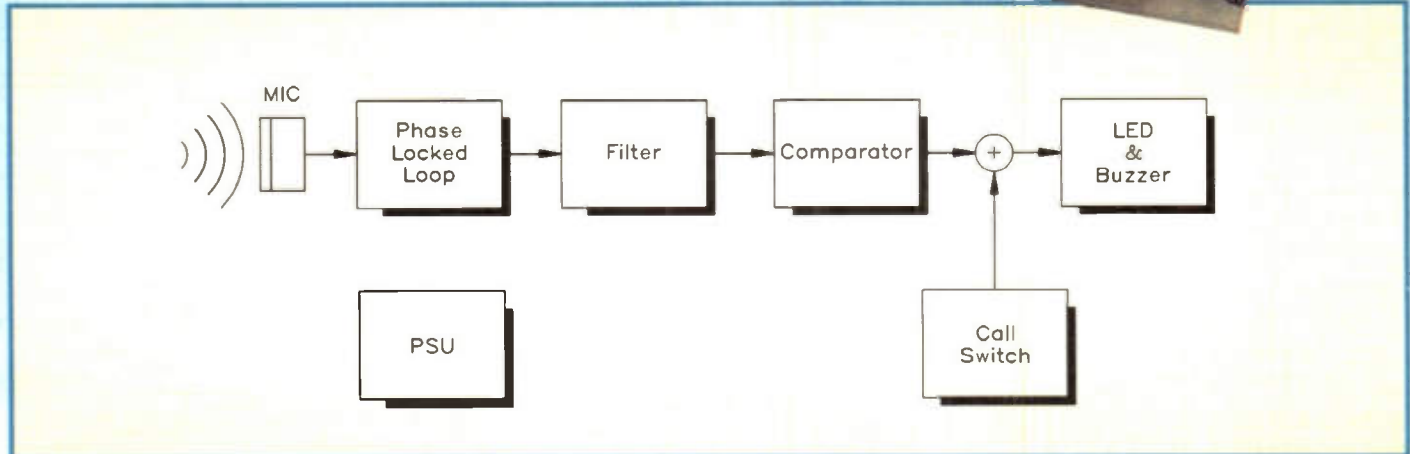 MIC
Phase
Locked
Loop
Filter
Comparator
+
LED
&
Buzzer
PSU
Call
Switch